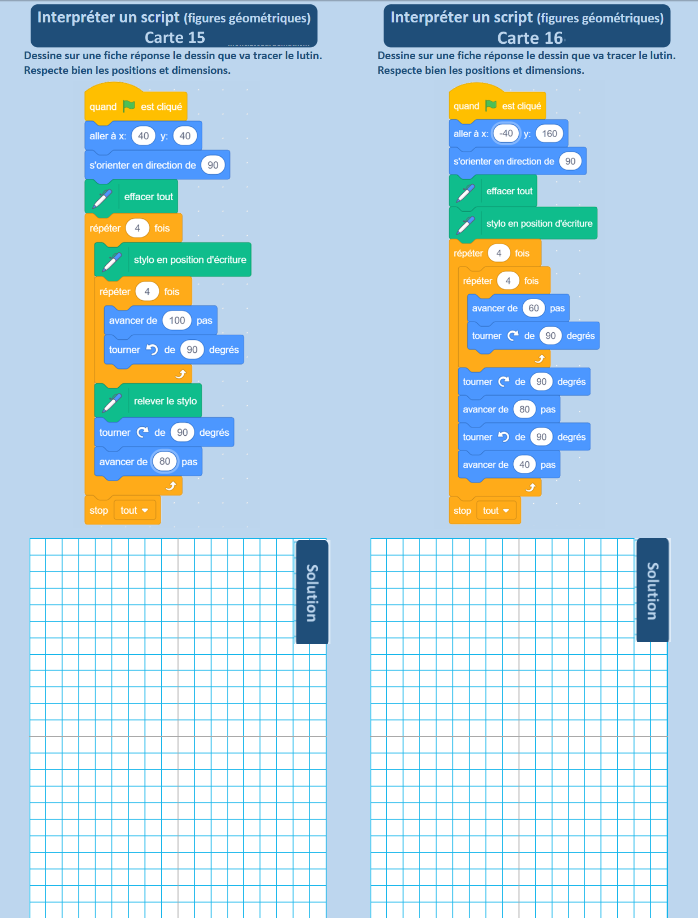 Interpréter un script (figures géométriques)
Carte 15
Dessine sur une fiche réponse le dessin que va tracer le lutin.
Respecte bien les positions et dimensions.
quand est cliqué
aller à x: 40 y: 40
s'orienter en direction de 90
effacer tout
répéter 4 fois
stylo en position d'écriture
répéter 4 fois
avancer de 100 pas
tourner de 90 degrés
relever le stylo
tourner de 90 degrés
avancer de 80 pas
stop tout
Solution
Interpréter un script (figures géométriques)
Carte 16
Dessine sur une fiche réponse le dessin que va tracer le lutin.
Respecte bien les positions et dimensions.
quand est cliqué
aller à x: -40 y: 160
s'orienter en direction de 90
effacer tout
stylo en position d'écriture
répéter 4 fois
répéter 4 fois
avancer de 60 pas
tourner de 90 degrés
tourner de 90 degrés
avancer de 80 pas
tourner de 90 degrés
avancer de 40 pas
stop tout
Solution